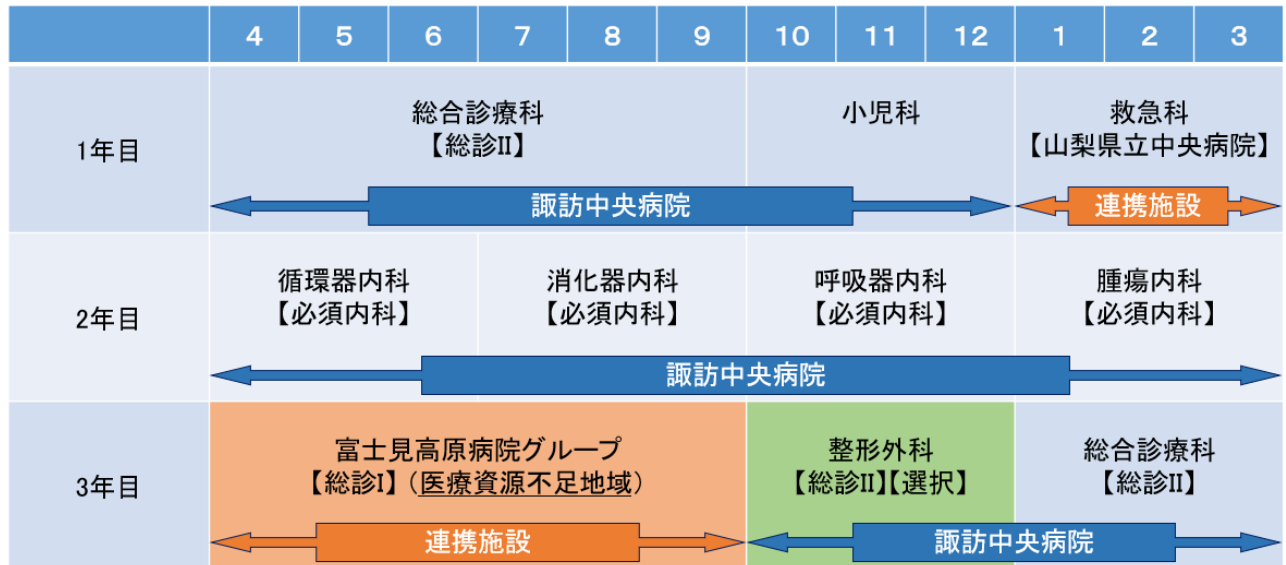 4 5 6 7 8 9 10 11 12 1 2 3
1年目
総合診療科
【総診II】
小児科
救急科
【山梨県立中央病院】
諏訪中央病院
連携施設
2年目
循環器内科
【必須内科】
消化器内科
【必須内科】
呼吸器内科
【必須内科】
腫瘍内科
【必須内科】
諏訪中央病院
3年目
富士見高原病院グループ
【総診I】（医療資源不足地域）
整形外科
【総診II】【選択】
総合診療科
【総診II】
連携施設
諏訪中央病院